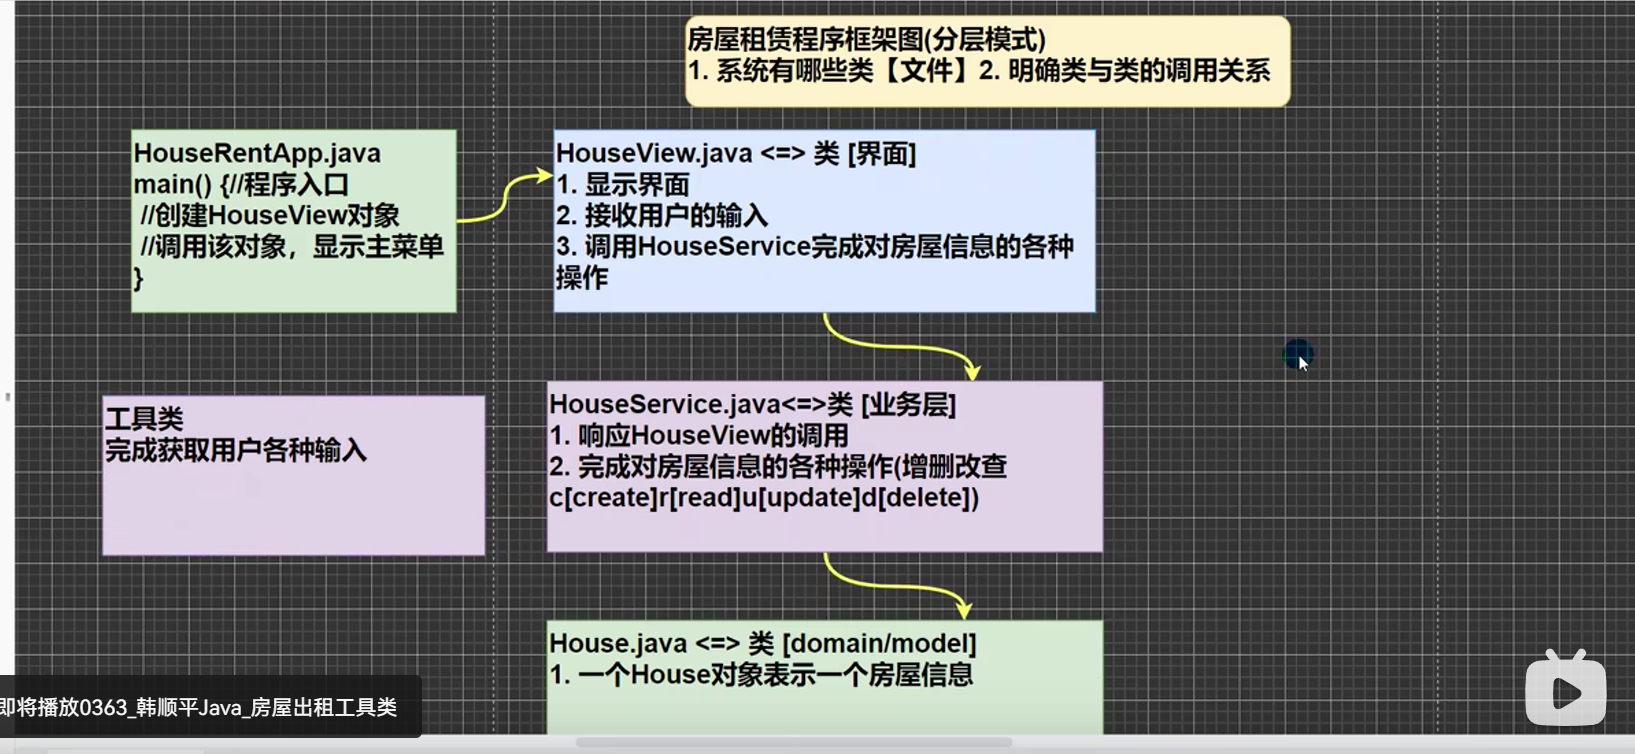 房屋租赁程序框架图(分层模式)
1. 系统有哪些类【文件】2. 明确类与类的调用关系
HouseRentApp.java
main() {//程序入口
//创建HouseView对象
//调用该对象，显示主菜单
}
HouseView.java <=> 类 [界面]
1. 显示界面
2. 接收用户的输入
3. 调用HouseService完成对房屋信息的各种
操作
工具类
完成获取用户各种输入
HouseService.java<=>类 [业务层]
1. 响应HouseView的调用
2. 完成对房屋信息的各种操作(增删改查
c[create]r[read]u[update]d[delete])
House.java <=> 类 [domain/model]
1. 一个House对象表示一个房屋信息
即将播放0363_韩顺平Java_房屋出租工具类